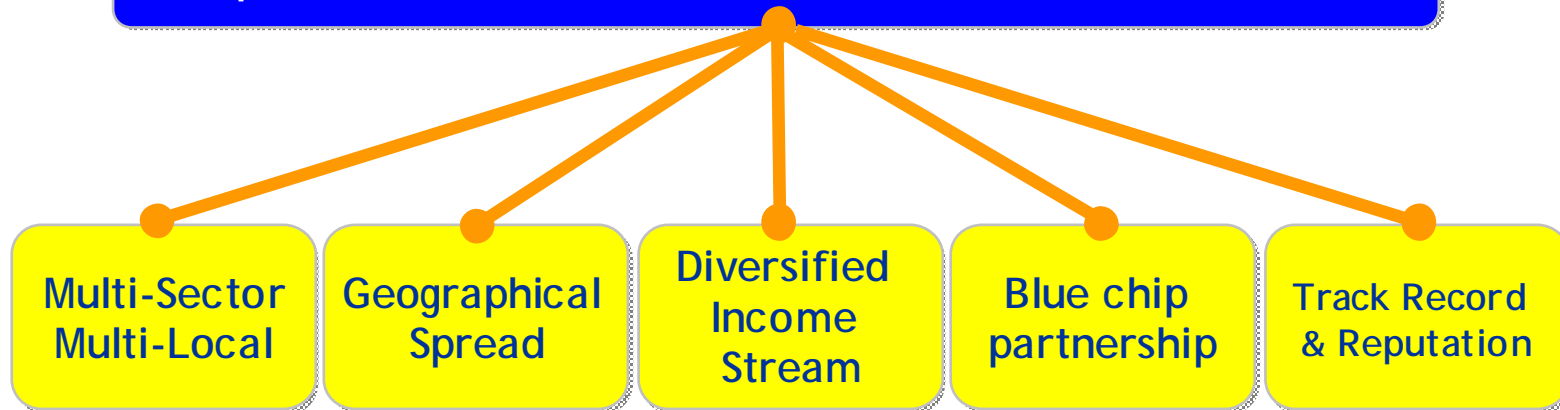 Multi-Sector
Multi-Local
Geographical
Spread
Diversified
Income
Stream
Blue chip
partnership
Track Record
& Reputation